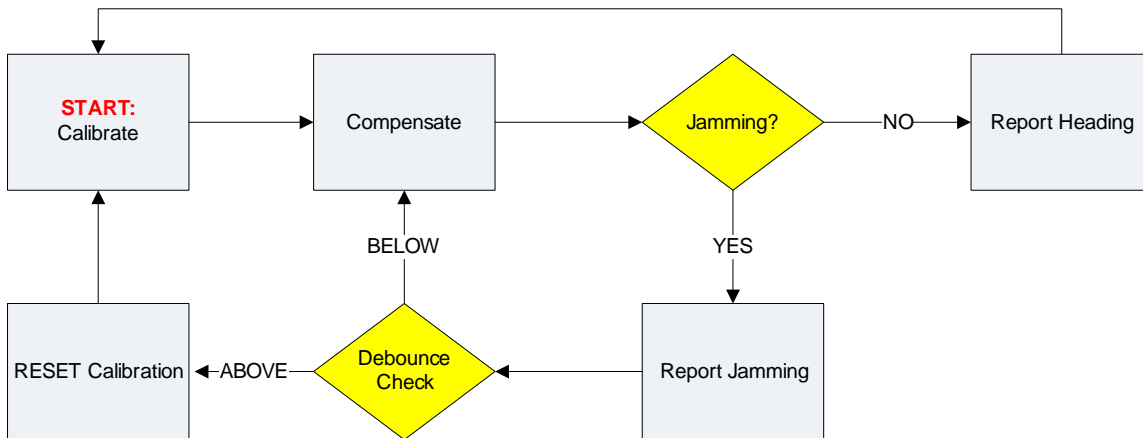 START:
Calibrate
Compensate
Jamming?
NO
Report Heading
BELOW
YES
RESET Calibration
ABOVE
Debounce
Check
Report Jamming